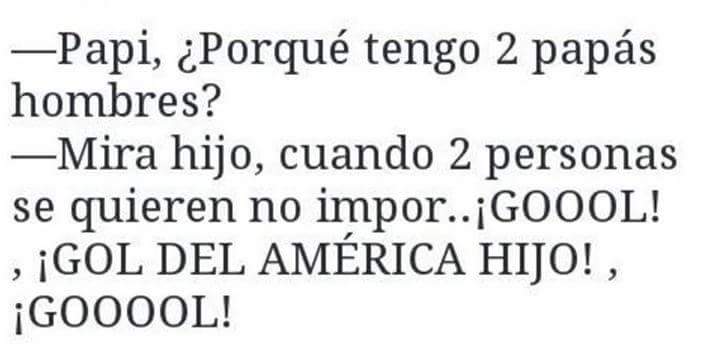 —Papi, ¿Porqué tengo 2 papás
hombres?
—Mira hijo, cuando 2 personas
se quieren no impor..¡GOOOL!
, ¡GOL DEL AMÉRICA HIJO! ,
¡GOOOOL!